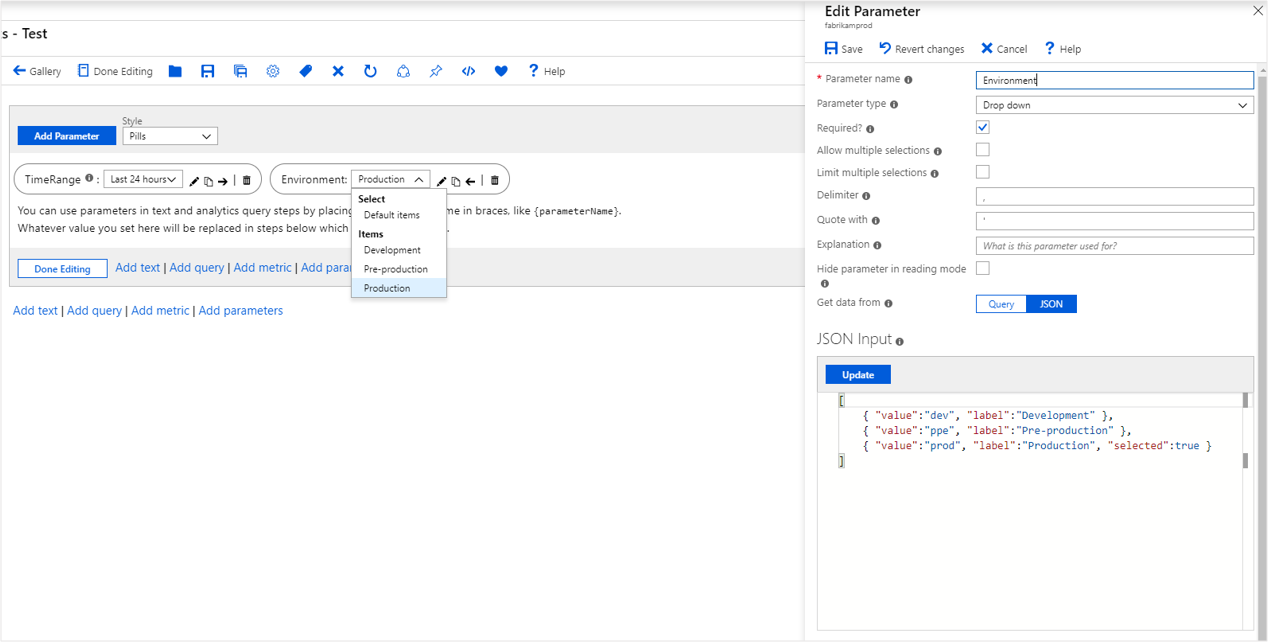 s - Test
Gallery Done Editing Help
Add Parameter Style
Pills
TimeRange : Last 24 hours | Environment: Production |
Select
Default items
Items
Development
Pre-production
Production
You can use parameters in text and analytics query steps by placing me in braces, like {parameterName}.
Whatever value you set here will be replaced in steps below which .
Done Editing Add text | Add query | Add metric | Add parar
Add text | Add query | Add metric | Add parameters
Edit Parameter
fabrikamprod
Save Revert changes Cancel ? Help
* Parameter name Environment
Parameter type Drop down
Required?
Allow multiple selections
Limit multiple selections
Delimiter ,
Quote with '
Explanation What is this parameter used for?
Hide parameter in reading mode
Get data from Query JSON
JSON Input
Update
[
{ "value":"dev", "label":"Development" },
{ "value":"ppe", "label":"Pre-production" },
{ "value":"prod", "label":"Production", "selected":true }
]